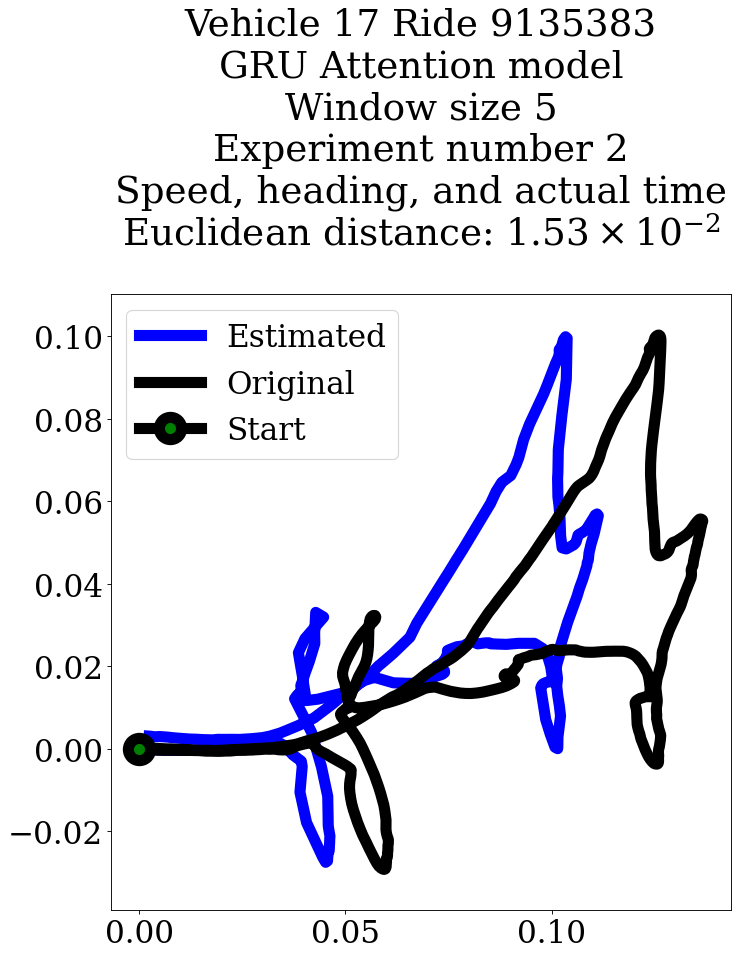 Vehicle 17 Ride 9135383
GRU Attention model
Window size 5
Experiment number 2
Speed, heading, and actual time
Euclidean distance: 1.53 × 10⁻²
Estimated
Original
Start
0.10
0.08
0.06
0.04
0.02
0.00
−0.02
0.00 0.05 0.10